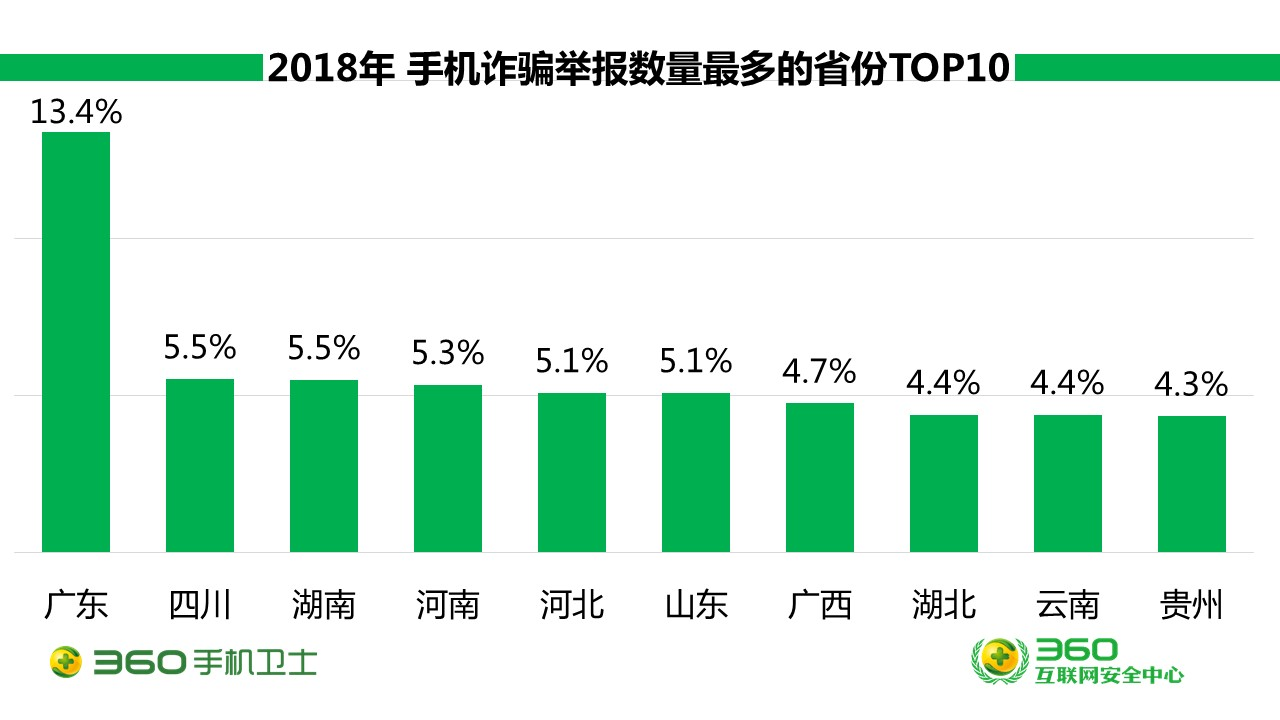 2018年 手机诈骗举报数量最多的省份TOP10
13.4%
5.5%
5.5%
5.3%
5.1%
5.1%
4.7%
4.4%
4.4%
4.3%
广东
四川
湖南
河南
河北
山东
广西
湖北
云南
贵州
360手机卫士
360
互联网安全中心